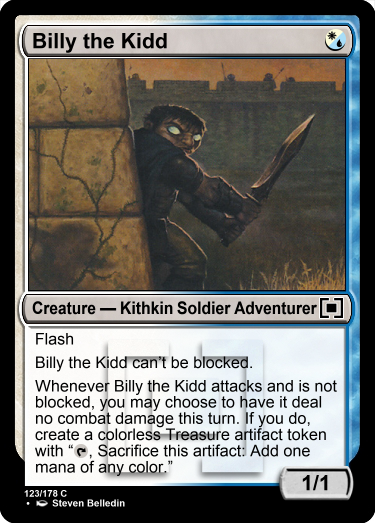 Billy the Kidd
Creature — Kithkin Soldier Adventurer
Flash
Billy the Kidd can't be blocked.
Whenever Billy the Kidd attacks and is not
blocked, you may choose to have it deal
no combat damage this turn. If you do,
create a colorless Treasure artifact token
with “, Sacrifice this artifact: Add one
mana of any color.”
1/1
123/178 C
• Steven Belledin